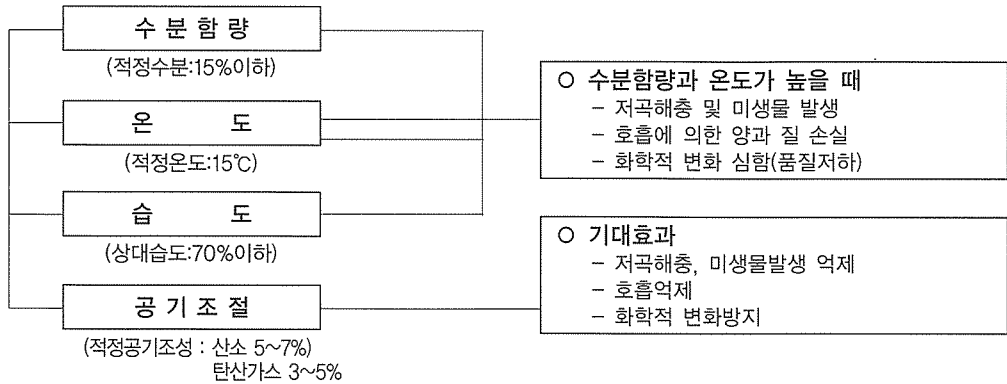 수분함량
(적정수분:15%이하)
온 도
(적정온도:15℃)
습 도
(상대습도:70%이하)
공기조절
(적정공기조성 : 산소 5~7%)
탄산가스 3~5%
○ 수분함량과 온도가 높을 때
- 저곡해충 및 미생물 발생
- 호흡에 의한 양과 질 손실
- 화학적 변화 심함(품질저하)
○ 기대효과
- 저곡해충, 미생물발생 억제
- 호흡억제
- 화학적 변화방지